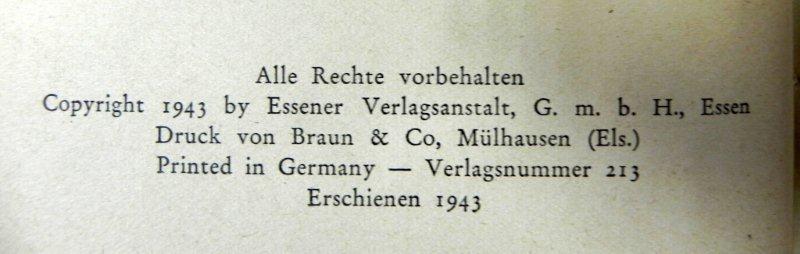 Alle Rechte vorbehalten
Copyright 1943 by Essener Verlagsanstalt, G. m. b. H., Essen
Druck von Braun & Co, Mülhausen (Els.)
Printed in Germany — Verlagsnummer 213
Erschienen 1943